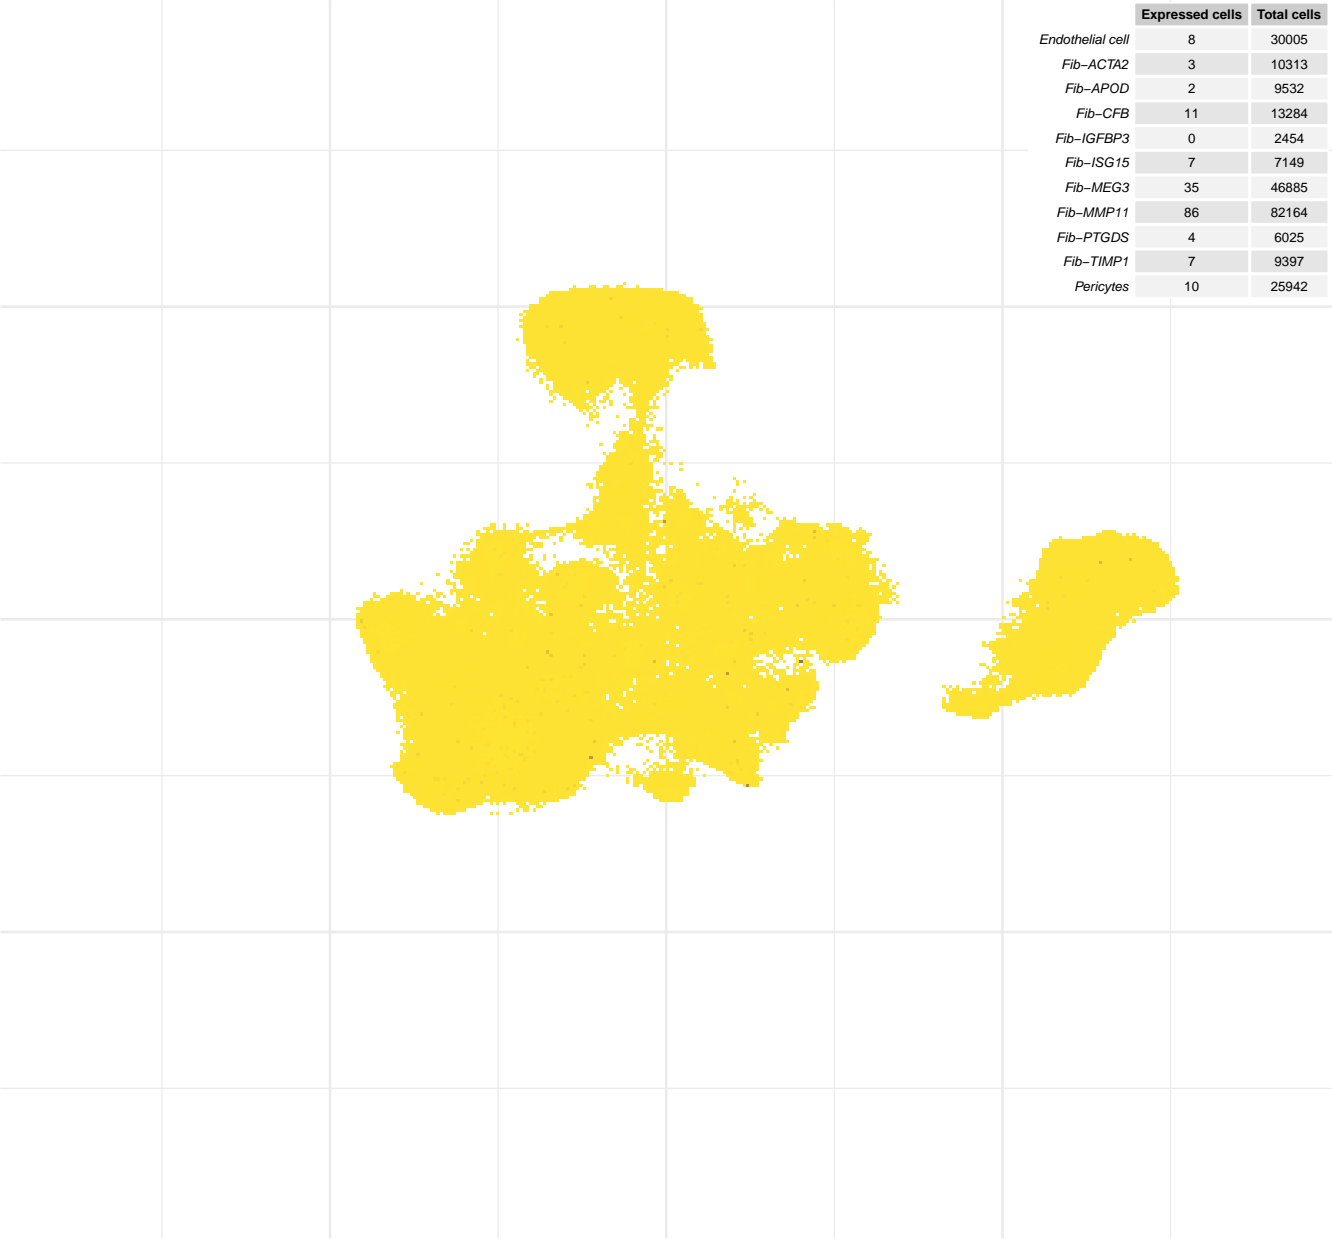 Expressed cells Total cells
Endothelial cell 8 30005
Fib−ACTA2 3 10313
Fib−APOD 2 9532
Fib−CFB 11 13284
Fib−IGFBP3 0 2454
Fib−ISG15 7 7149
Fib−MEG3 35 46885
Fib−MMP11 86 82164
Fib−PTGDS 4 6025
Fib−TIMP1 7 9397
Pericytes 10 25942